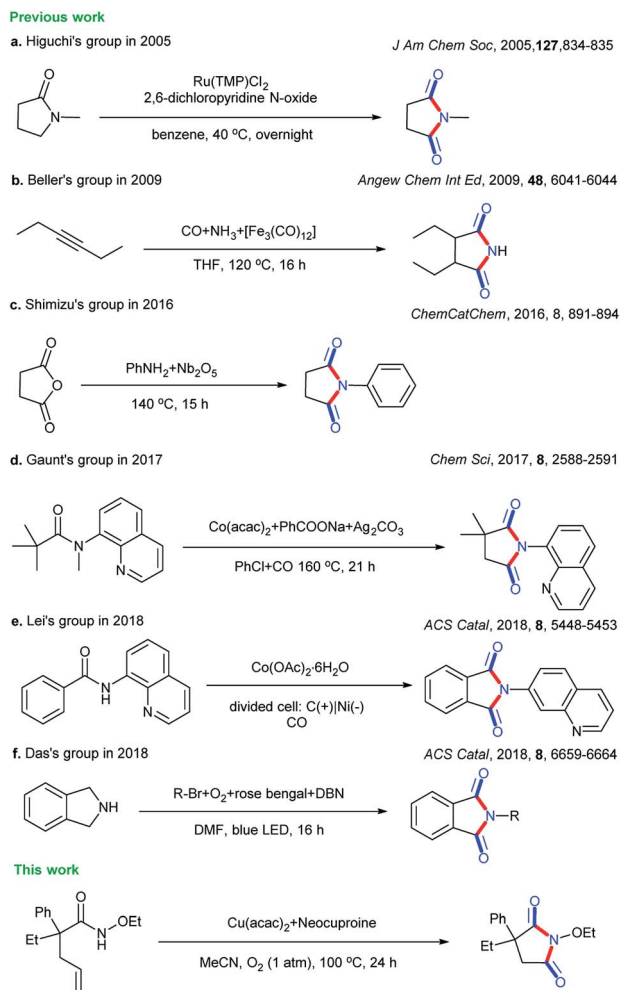 Previous work
a. Higuchi's group in 2005
J Am Chem Soc, 2005,127,834-835
O
N
Ru(TMP)Cl2
2,6-dichloropyridine N-oxide
benzene, 40 ºC, overnight
O
N
O
b. Beller's group in 2009
Angew Chem Int Ed, 2009, 48, 6041-6044
CO+NH3+[Fe3(CO)12]
THF, 120 ºC, 16 h
O
NH
O
c. Shimizu's group in 2016
ChemCatChem, 2016, 8, 891-894
O
O
O
PhNH2+Nb2O5
140 ºC, 15 h
O
N
O
d. Gaunt's group in 2017
Chem Sci, 2017, 8, 2588-2591
O
N
N
Co(acac)2+PhCOONa+Ag2CO3
PhCl+CO 160 ºC, 21 h
O
N
O
N
e. Lei's group in 2018
ACS Catal, 2018, 8, 5448-5453
O
N
H
N
Co(OAc)2·6H2O
divided cell: C(+)|Ni(-)
CO
O
N
O
N
f. Das's group in 2018
ACS Catal, 2018, 8, 6659-6664
NH
R-Br+O2+rose bengal+DBN
DMF, blue LED, 16 h
O
N-R
O
This work
Ph
O
Et
N
H
OEt
Cu(acac)2+Neocuproine
MeCN, O2 (1 atm), 100 ºC, 24 h
Ph
O
Et
N-OEt
O